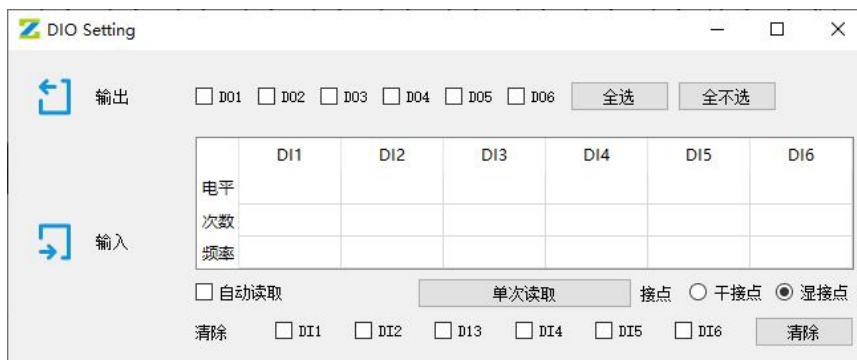 DIO Setting
输出 DO1 DO2 DO3 DO4 DO5 DO6 全选 全不选
DI1 DI2 DI3 DI4 DI5 DI6
电平
次数
输入
频率
自动读取 单次读取 接点 干接点 湿接点
清除 DI1 DI2 D13 DI4 DI5 DI6 清除